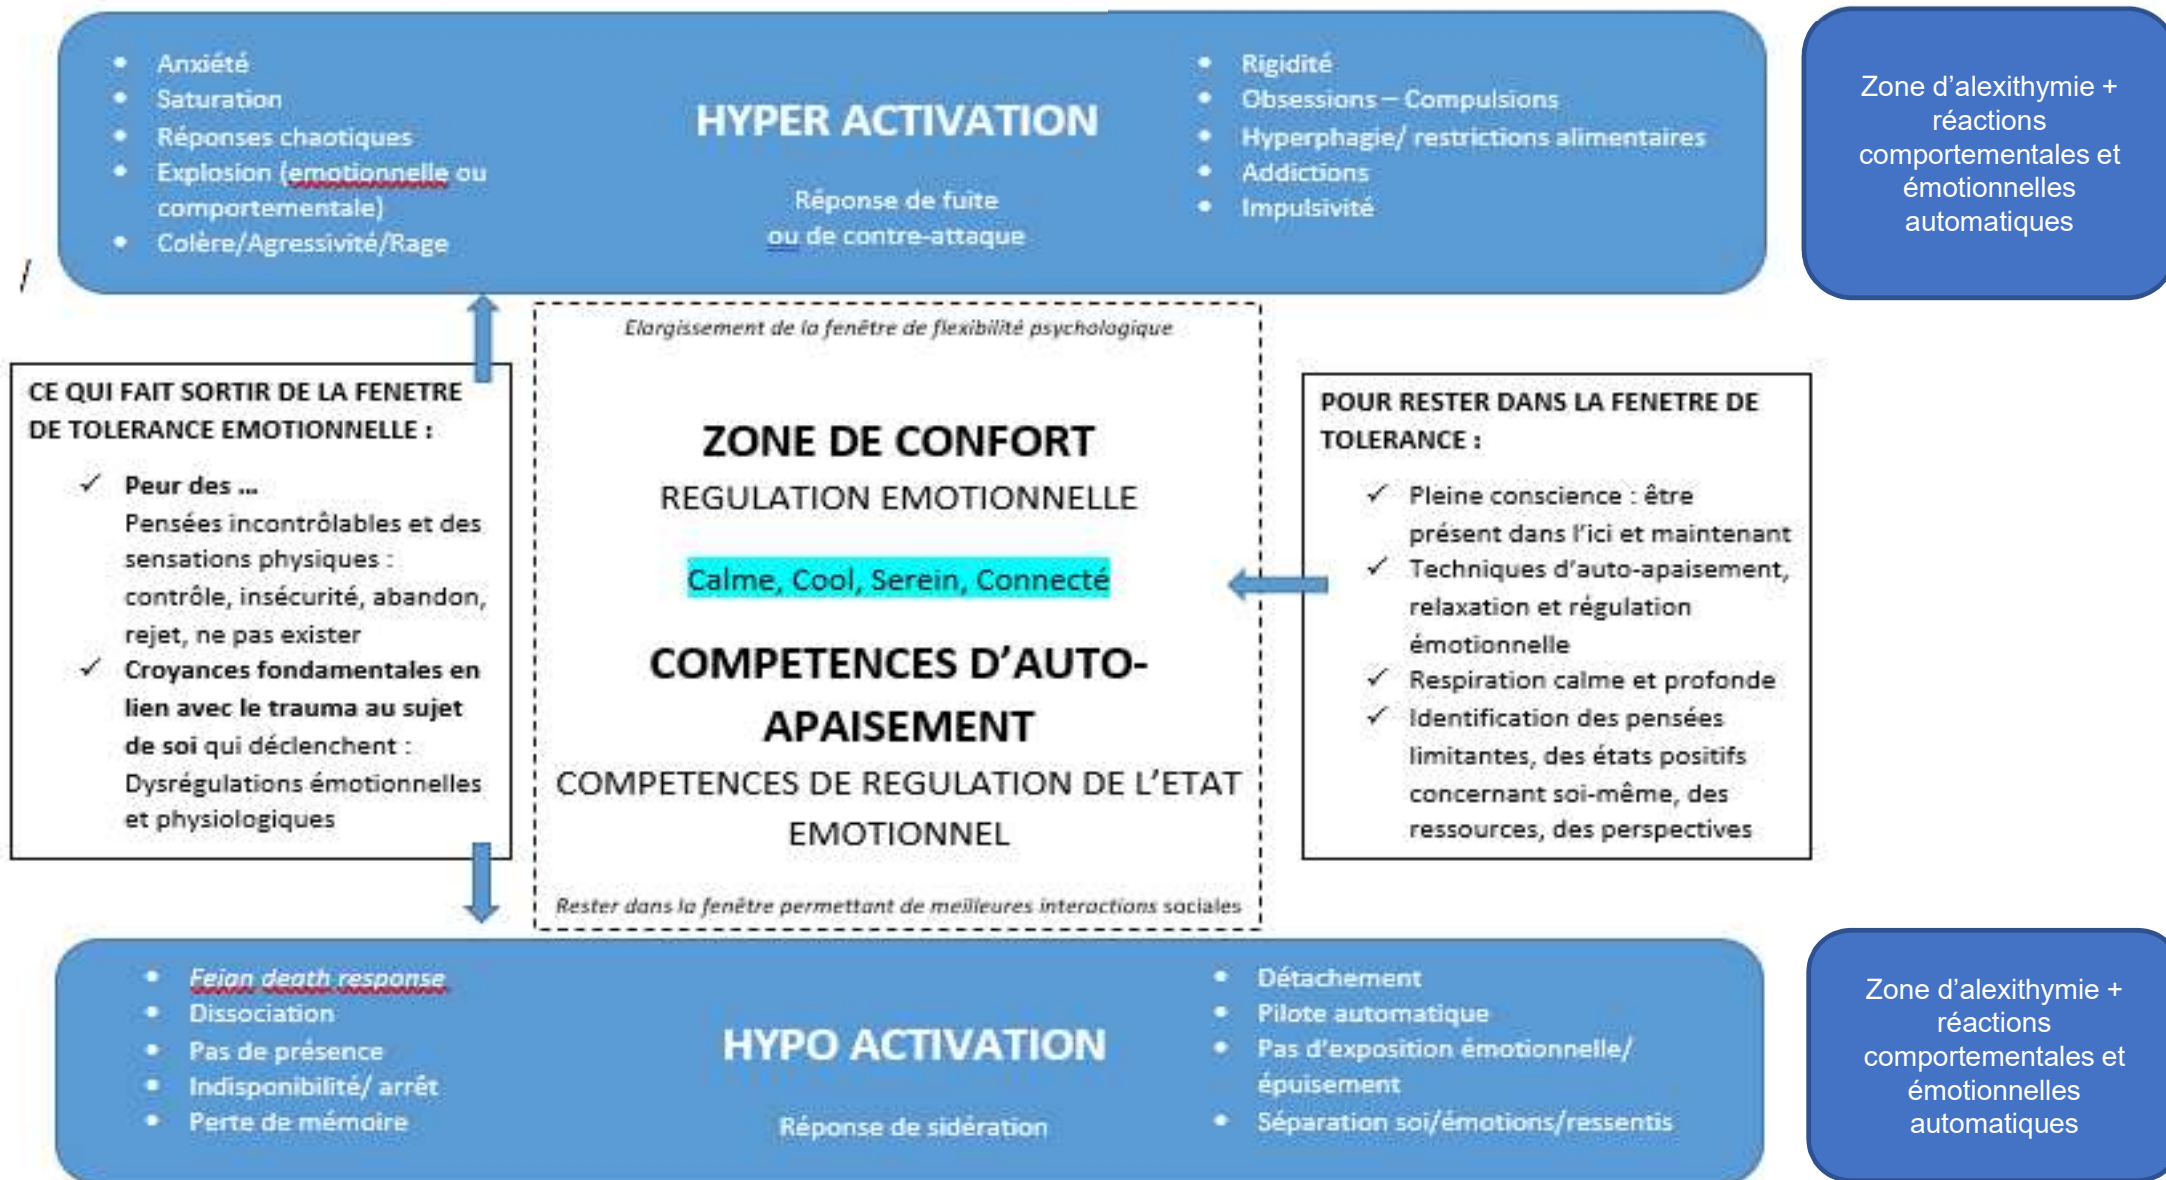 • Anxiété
• Saturation
• Réponses chaotiques
• Explosion (emotionnelle ou
comportementale)
• Colère/Agressivité/Rage
HYPER ACTIVATION
Réponse de fuite
ou de contre-attaque
• Rigidité
• Obsessions – Compulsions
• Hyperphagie/ restrictions alimentaires
• Addictions
• Impulsivité
Zone d'alexithymie +
réactions
comportementales et
émotionnelles
automatiques
/
CE QUI FAIT SORTIR DE LA FENETRE
DE TOLERANCE EMOTIONNELLE :
✓ Peur des ...
Pensées incontrôlables et des
sensations physiques :
contrôle, insécurité, abandon,
rejet, ne pas exister
✓ Croyances fondamentales en
lien avec le trauma au sujet
de soi qui déclenchent :
Dysrégulations émotionnelles
et physiologiques
Elargissement de la fenêtre de flexibilité psychologique
ZONE DE CONFORT
REGULATION EMOTIONNELLE
Calme, Cool, Serein, Connecté
COMPETENCES D'AUTO-
APAISEMENT
COMPETENCES DE REGULATION DE L'ETAT
EMOTIONNEL
Rester dans la fenêtre permettant de meilleures interactions sociales
POUR RESTER DANS LA FENETRE DE
TOLERANCE :
✓ Pleine conscience : être
présent dans l'ici et maintenant
✓ Techniques d'auto-apaisement,
relaxation et régulation
émotionnelle
✓ Respiration calme et profonde
✓ Identification des pensées
limitantes, des états positifs
concernant soi-même, des
ressources, des perspectives
• Feian death response
• Dissociation
• Pas de présence
• Indisponibilité/ arrêt
• Perte de mémoire
HYPO ACTIVATION
Réponse de sidération
• Détachement
• Pilote automatique
• Pas d'exposition émotionnelle/
épuisement
• Séparation soi/émotions/ressentis
Zone d'alexithymie +
réactions
comportementales et
émotionnelles
automatiques